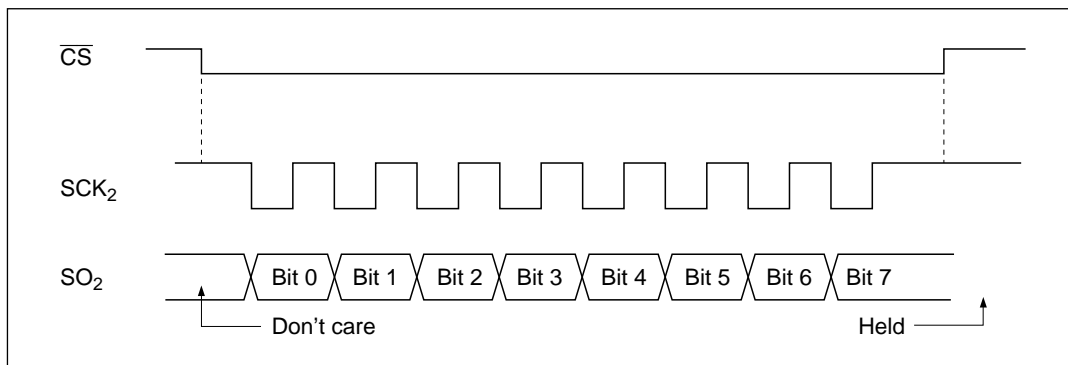 C̅S̅
SCK₂
SO₂ Bit 0 Bit 1 Bit 2 Bit 3 Bit 4 Bit 5 Bit 6 Bit 7
Don't care Held